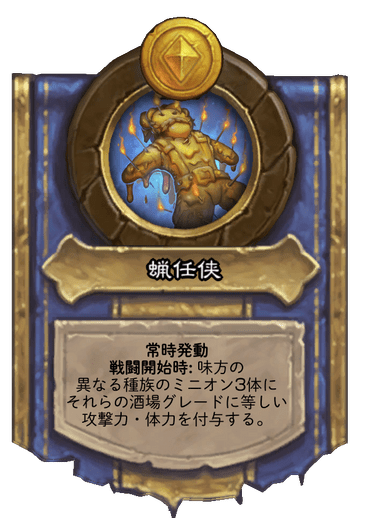 蝋任侠
常時発動
戦闘開始時: 味方の
異なる種族のミニオン3体に
それらの酒場グレードに等しい
攻撃力・体力を付与する。